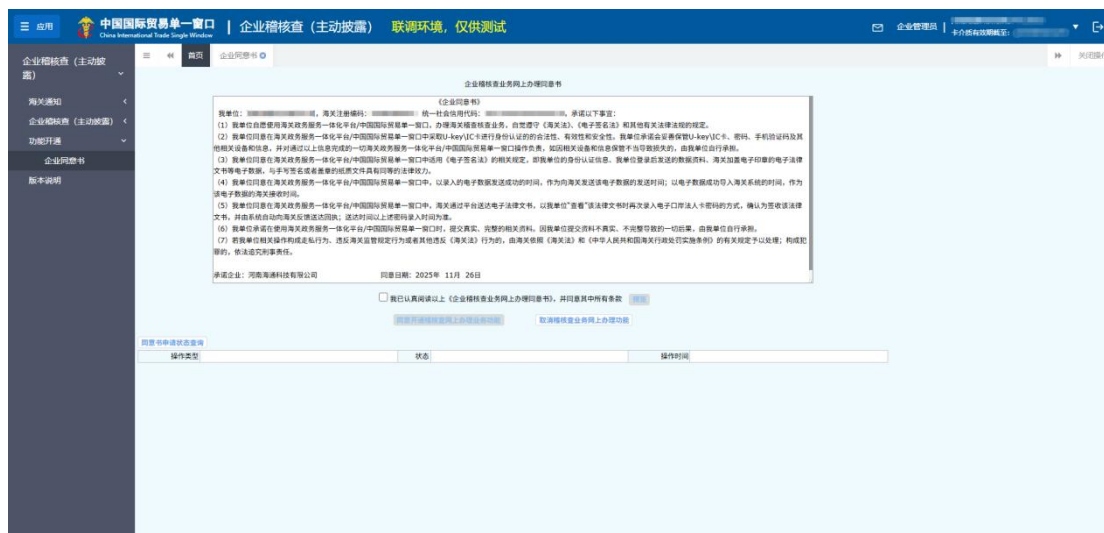 应用
中国国际贸易单一窗口
China International Trade Single Window
企业稽核查（主动披露）
联调环境，仅供测试
企业管理员
卡介质有效期截至：
企业稽核查（主动披露）
海关通知
企业稽核查（主动披露）
功能开通
企业同意书
版本说明
首页
企业同意书
关闭操作
企业稽核查业务网上办理同意书
《企业同意书》
我单位：，海关注册编码：统一社会信用代码：，承诺以下事宜：
（1）我单位自愿使用海关政务服务一体化平台/中国国际贸易单一窗口，办理海关稽核查业务，自觉遵守《海关法》、《电子签名法》和其他有关法律法规的规定。
（2）我单位同意在海关政务服务一体化平台/中国国际贸易单一窗口中采取U-key\IC卡进行身份认证的的合法性、有效性和安全性。我单位承诺会妥善保管U-key\IC卡、密码、手机验证码及其
他相关设备和信息，并对通过以上信息完成的一切海关政务服务一体化平台/中国国际贸易单一窗口操作负责，如因相关设备和信息保管不当导致损失的，由我单位自行承担。
（3）我单位同意在海关政务服务一体化平台/中国国际贸易单一窗口中适用《电子签名法》的相关规定，即我单位的身份认证信息、我单位登录后发送的数据资料、海关加盖电子印章的电子法律
文书等电子数据，与手写签名或者盖章的纸质文件具有同等的法律效力。
（4）我单位同意在海关政务服务一体化平台/中国国际贸易单一窗口中，以录入的电子数据发送成功的时间，作为向海关发送该电子数据的发送时间；以电子数据成功导入海关系统的时间，作为
该电子数据的海关接收时间。
（5）我单位同意在海关政务服务一体化平台/中国国际贸易单一窗口中，海关通过平台送达电子法律文书，以我单位"查看"该法律文书时再次录入电子口岸法人卡密码的方式，确认为签收该法律
文书，并由系统自动向海关反馈送达回执；送达时间以上述密码录入时间为准。
（6）我单位承诺在使用海关政务服务一体化平台/中国国际贸易单一窗口时，提交真实、完整的相关资料。因我单位提交资料不真实、不完整导致的一切后果，由我单位自行承担。
（7）若我单位相关操作构成走私行为、违反海关监管规定行为或者其他违反《海关法》行为的，由海关依照《海关法》和《中华人民共和国海关行政处罚实施条例》的有关规定予以处理；构成犯
罪的，依法追究刑事责任。
承诺企业：河南海通科技有限公司 同意日期：2025年 11月 26日
我已认真阅读以上《企业稽核查业务网上办理同意书》，并同意其中所有条款
同意开通稽核查网上办理业务功能
取消稽核查业务网上办理功能
同意书申请状态查询
操作类型 状态 操作时间